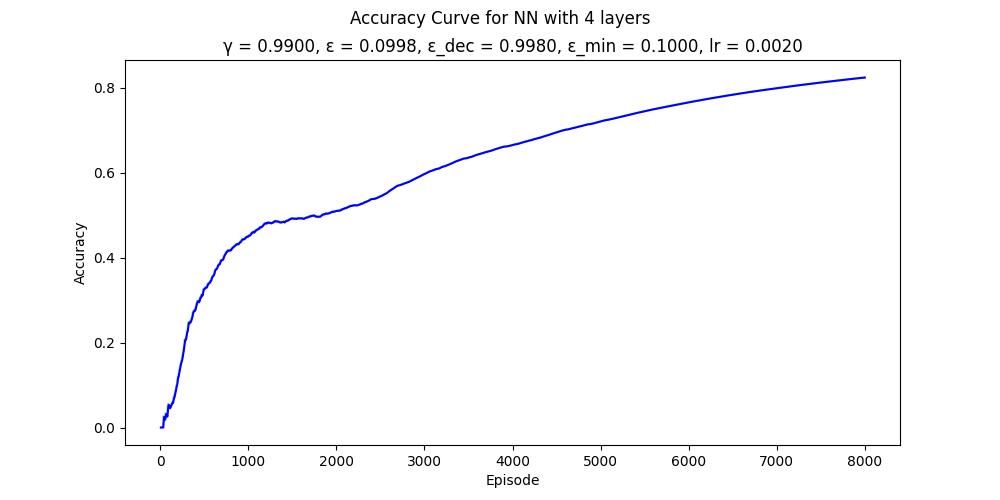 Accuracy Curve for NN with 4 layers
γ = 0.9900, ε = 0.0998, ε_dec = 0.9980, ε_min = 0.1000, lr = 0.0020
0.8
0.6
0.4
0.2
0.0
Accuracy
0 1000 2000 3000 4000 5000 6000 7000 8000
Episode